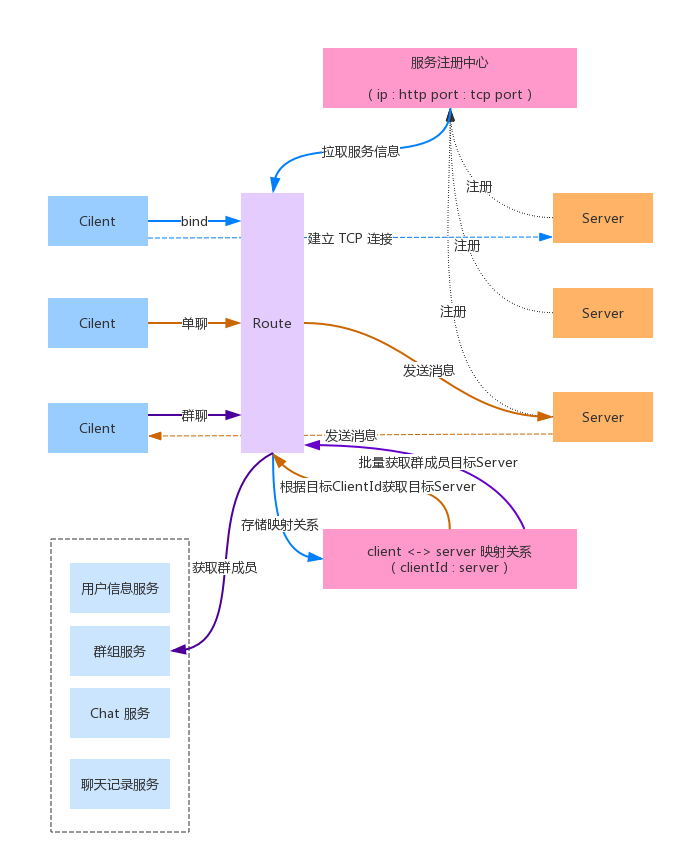 服务注册中心
( ip : http port : tcp port )
拉取服务信息
注册
Cilent
bind
Server
建立 TCP 连接
注册
注册
Cilent
单聊
Route
Server
发送消息
Cilent
群聊
Server
发送消息
批量获取群成员目标Server
根据目标ClientId获取目标Server
存储映射关系
client <-> server 映射关系
( clientId : server )
获取群成员
用户信息服务
群组服务
Chat 服务
聊天记录服务